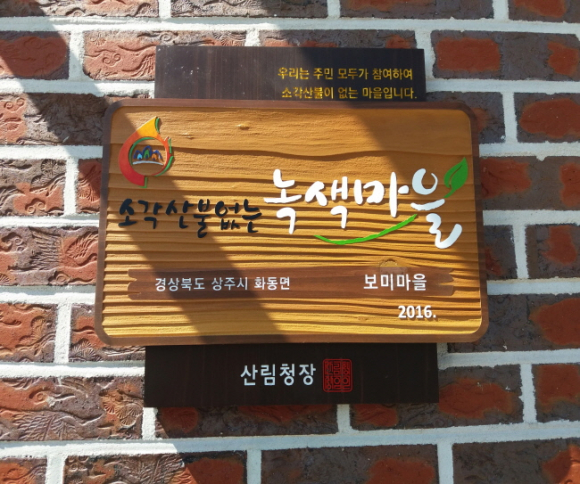 우리는 주민 모두가 참여하여
소각산불이 없는 마을입니다.
소각산불없는 녹색마을
경상북도 상주시 화동면 보미마을
2016.
산림청장